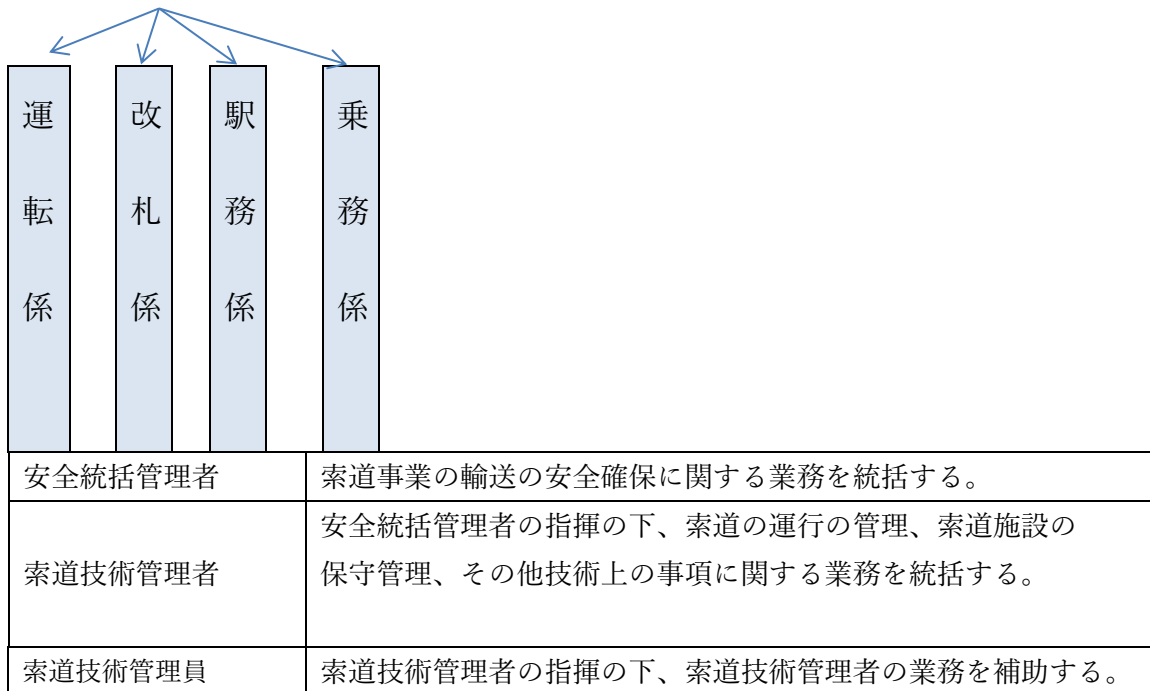 運転係
改札係
駅務係
乗務係
安全統括管理者
索道事業の輸送の安全確保に関する業務を統括する。
索道技術管理者
安全統括管理者の指揮の下、索道の運行の管理、索道施設の
保守管理、その他技術上の事項に関する業務を統括する。
索道技術管理員
索道技術管理者の指揮の下、索道技術管理者の業務を補助する。